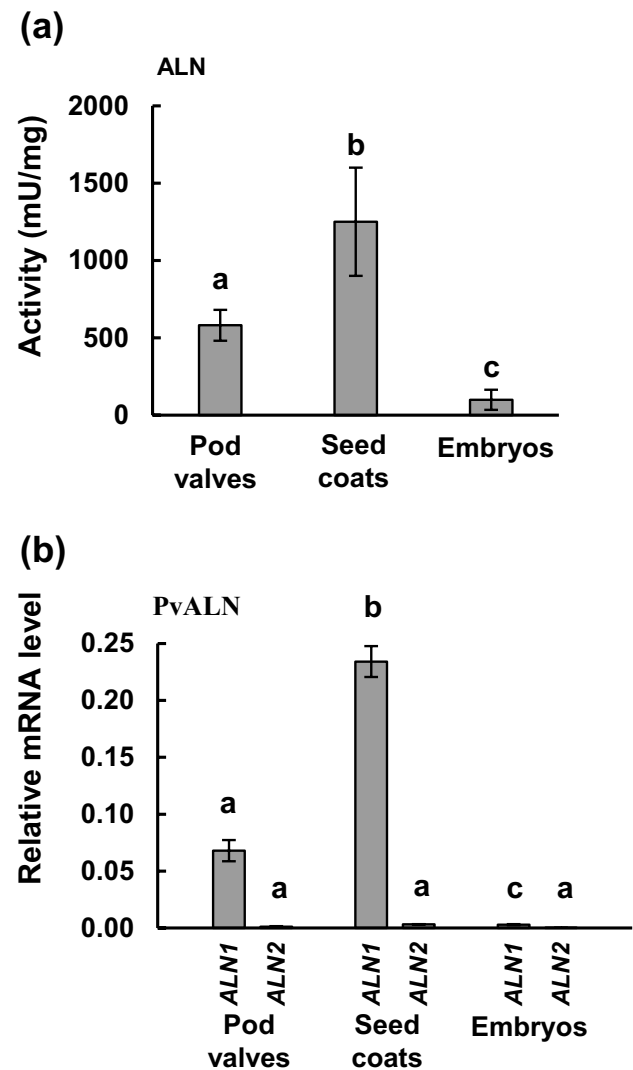 (a)
ALN
Activity (mU/mg)
2000
1500
1000
500
0
a
b
c
Pod
valves
Seed
coats
Embryos
(b)
PvALN
Relative mRNA level
0.25
0.20
0.15
0.10
0.05
0.00
a
a
b
a
c
a
ALN1
ALN2
ALN1
ALN2
ALN1
ALN2
Pod
valves
Seed
coats
Embryos